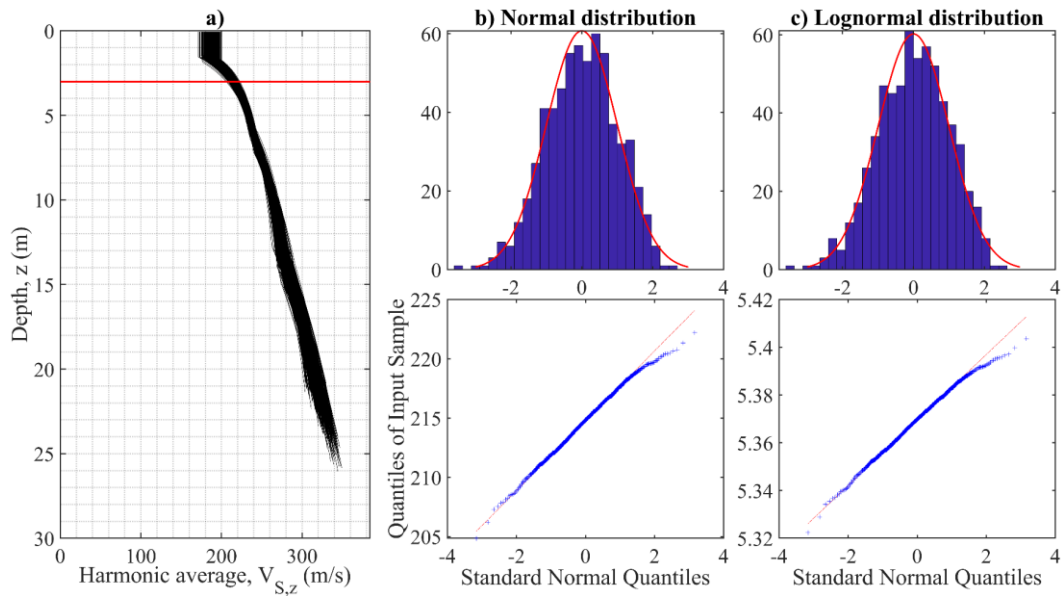 a)
0
5
10
15
20
25
30
Depth, z (m)
0 100 200 300
Harmonic average, V_{S,z} (m/s)
b) Normal distribution
60
40
20
0
-2 0 2 4
225
220
215
210
205
Quantiles of Input Sample
-4 -2 0 2 4
Standard Normal Quantiles
c) Lognormal distribution
60
40
20
0
-2 0 2 4
5.42
5.4
5.38
5.36
5.34
5.32
-4 -2 0 2 4
Standard Normal Quantiles